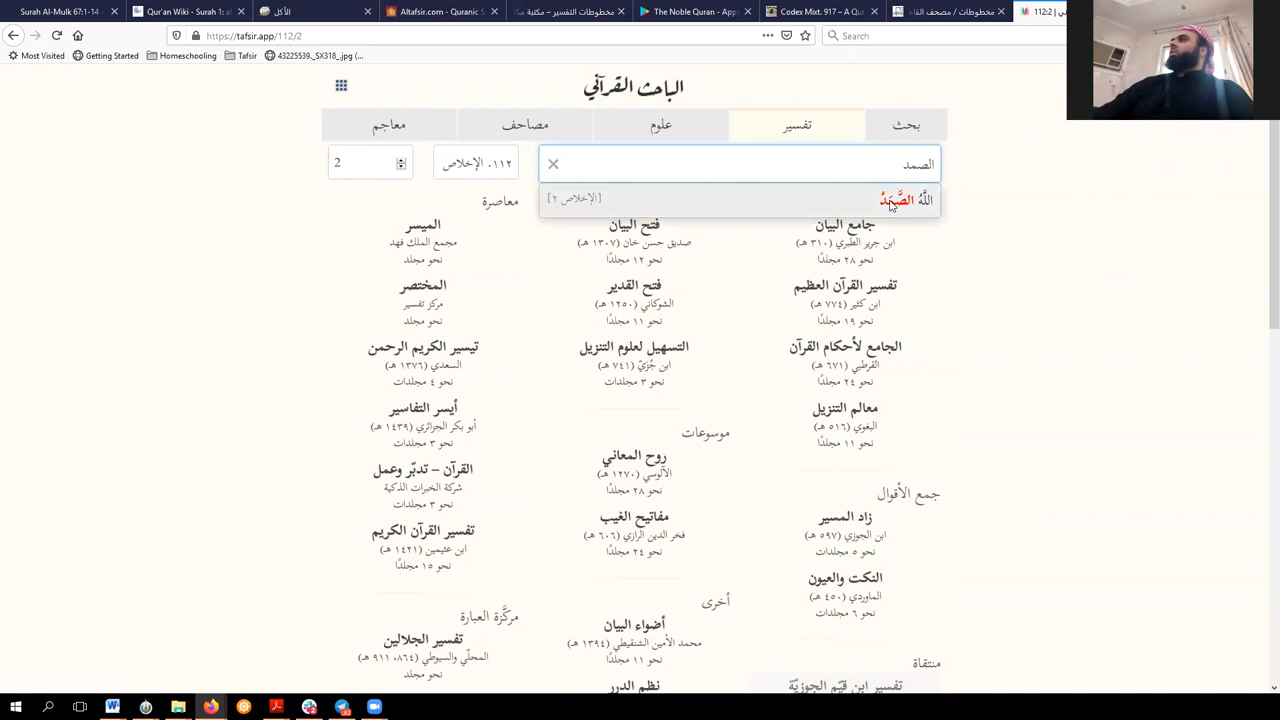 Surah Al-Mulk 67:1-14
Qur'an Wiki - Surah 1: al
الأكل
Altafsir.com - Quranic S
مخطوطات التفسير – مكتبة
The Noble Quran - Apps
Codex Mixt. 917 – A Qu
مخطوطات / مصحف القا
112:2
https://tafsir.app/112/2
Search
Most Visited
Getting Started
Homeschooling
Tafsir
43225539._SX318_.jpg (...
الباحث القرآني
بحث
تفسير
علوم
مصاحف
معاجم
الصمد
١١٢. الإخلاص
2
اللَّهُ الصَّمَدُ
[الإخلاص ٢]
جامع البيان
ابن جرير الطبري (٣١٠ هـ)
نحو ٢٨ مجلدًا
تفسير القرآن العظيم
ابن كثير (٧٧٤ هـ)
نحو ١٩ مجلدًا
الجامع لأحكام القرآن
القرطبي (٦٧١ هـ)
نحو ٢٤ مجلدًا
معالم التنزيل
البغوي (٥١٦ هـ)
نحو ١١ مجلدًا
جمع الأقوال
زاد المسير
ابن الجوزي (٥٩٧ هـ)
نحو ٥ مجلدات
النكت والعيون
الماوردي (٤٥٠ هـ)
نحو ٦ مجلدات
منتقاة
تفسير ابن قيّم الجوزيّة
فتح البيان
صديق حسن خان (١٣٠٧ هـ)
نحو ١٢ مجلدًا
فتح القدير
الشوكاني (١٢٥٠ هـ)
نحو ١١ مجلدًا
التسهيل لعلوم التنزيل
ابن جُزَيّ (٧٤١ هـ)
نحو ٣ مجلدات
موسوعات
روح المعاني
الآلوسي (١٢٧٠ هـ)
نحو ٢٨ مجلدًا
مفاتيح الغيب
فخر الدين الرازي (٦٠٦ هـ)
نحو ٢٤ مجلدًا
أخرى
أضواء البيان
محمد الأمين الشنقيطي (١٣٩٤ هـ)
نحو ١١ مجلدًا
نظم الدرر
معاصرة
الميسر
مجمع الملك فهد
نحو مجلد
المختصر
مركز تفسير
نحو مجلد
تيسير الكريم الرحمن
السعدي (١٣٧٦ هـ)
نحو ٤ مجلدات
أيسر التفاسير
أبو بكر الجزائري (١٤٣٩ هـ)
نحو ٣ مجلدات
القرآن – تدبّر وعمل
شركة الخبرات الذكية
نحو ٣ مجلدات
تفسير القرآن الكريم
ابن عثيمين (١٤٢١ هـ)
نحو ١٥ مجلدًا
مركَّزة العبارة
تفسير الجلالين
المحلّي والسيوطي (٨٦٤، ٩١١ هـ)
نحو مجلد